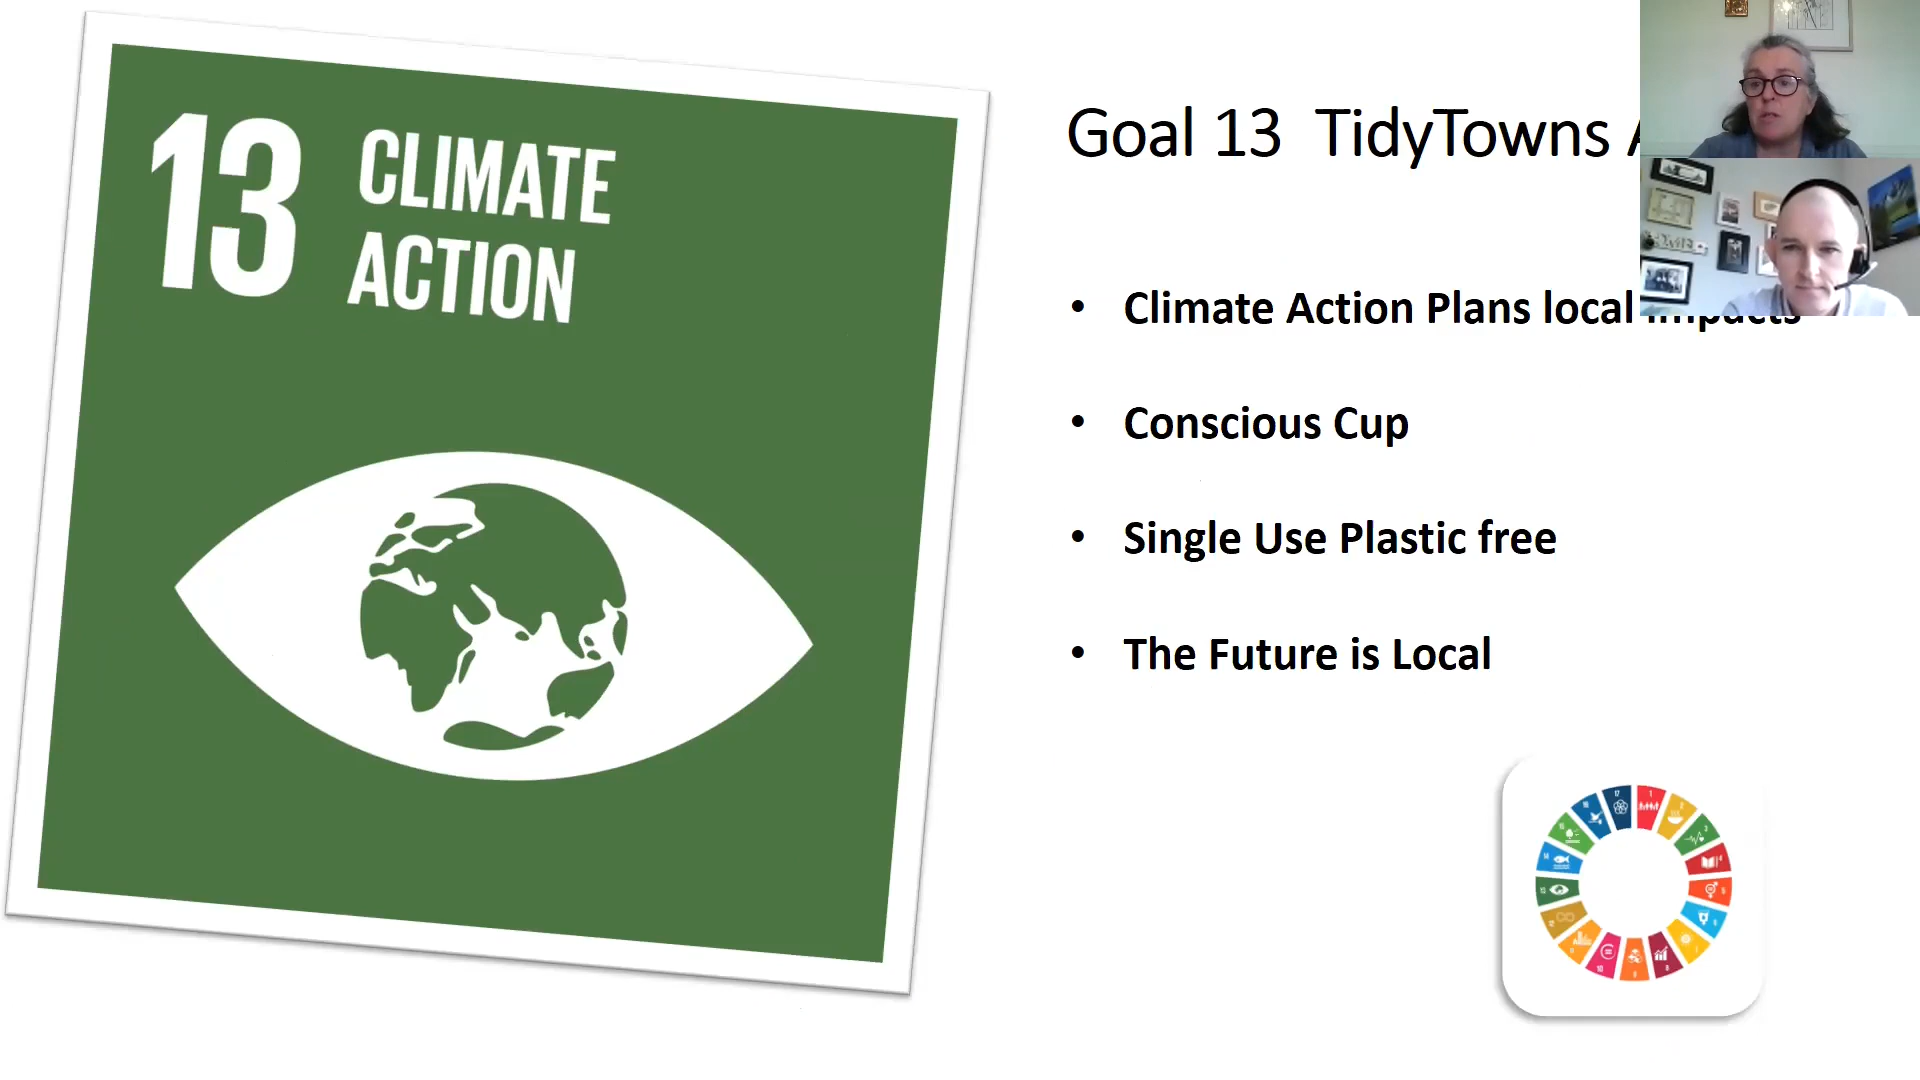 13 CLIMATE
ACTION
Goal 13 TidyTowns
Climate Action Plans local impacts
Conscious Cup
Single Use Plastic free
The Future is Local